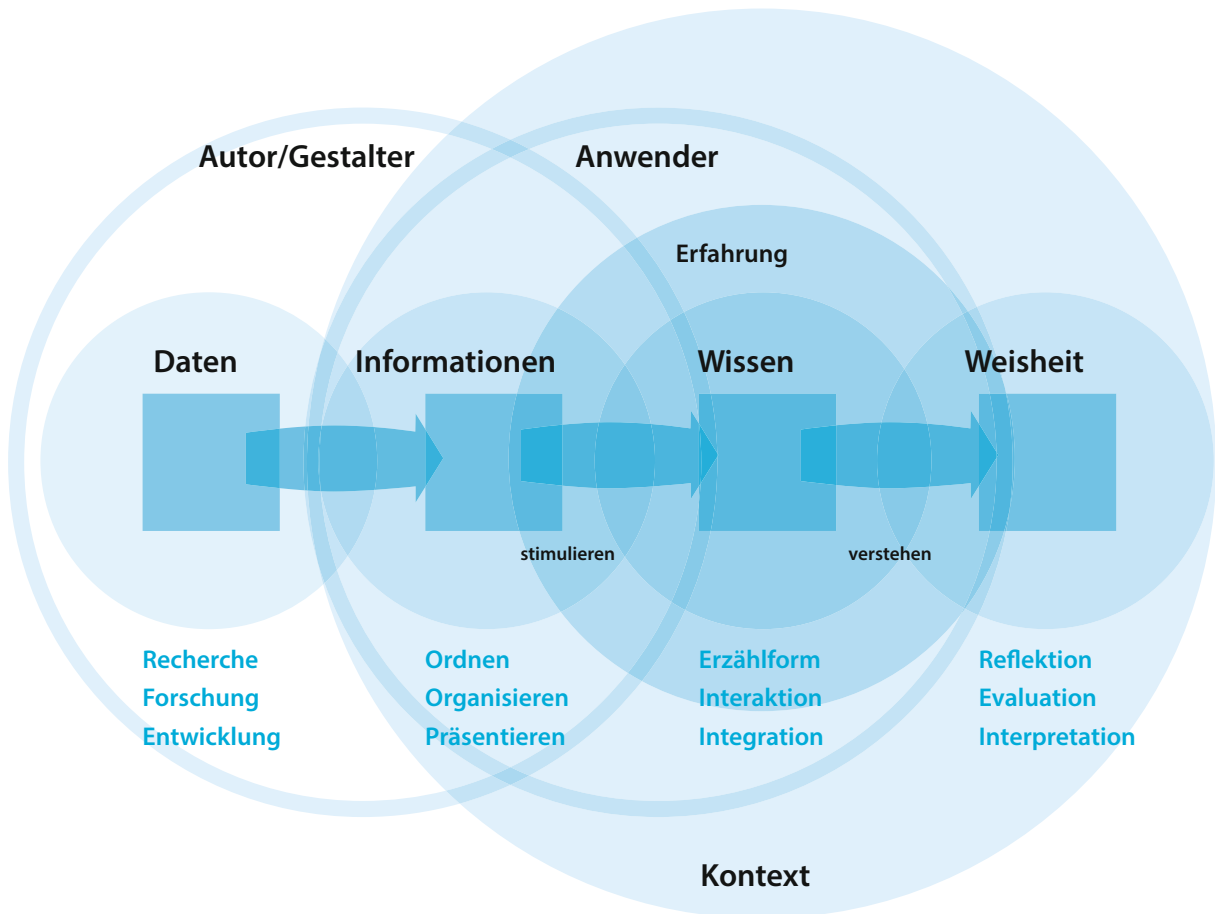 Autor/Gestalter
Anwender
Erfahrung
Daten
Informationen
Wissen
Weisheit
stimulieren
verstehen
Recherche
Forschung
Entwicklung
Ordnen
Organisieren
Präsentieren
Erzählform
Interaktion
Integration
Reflektion
Evaluation
Interpretation
Kontext